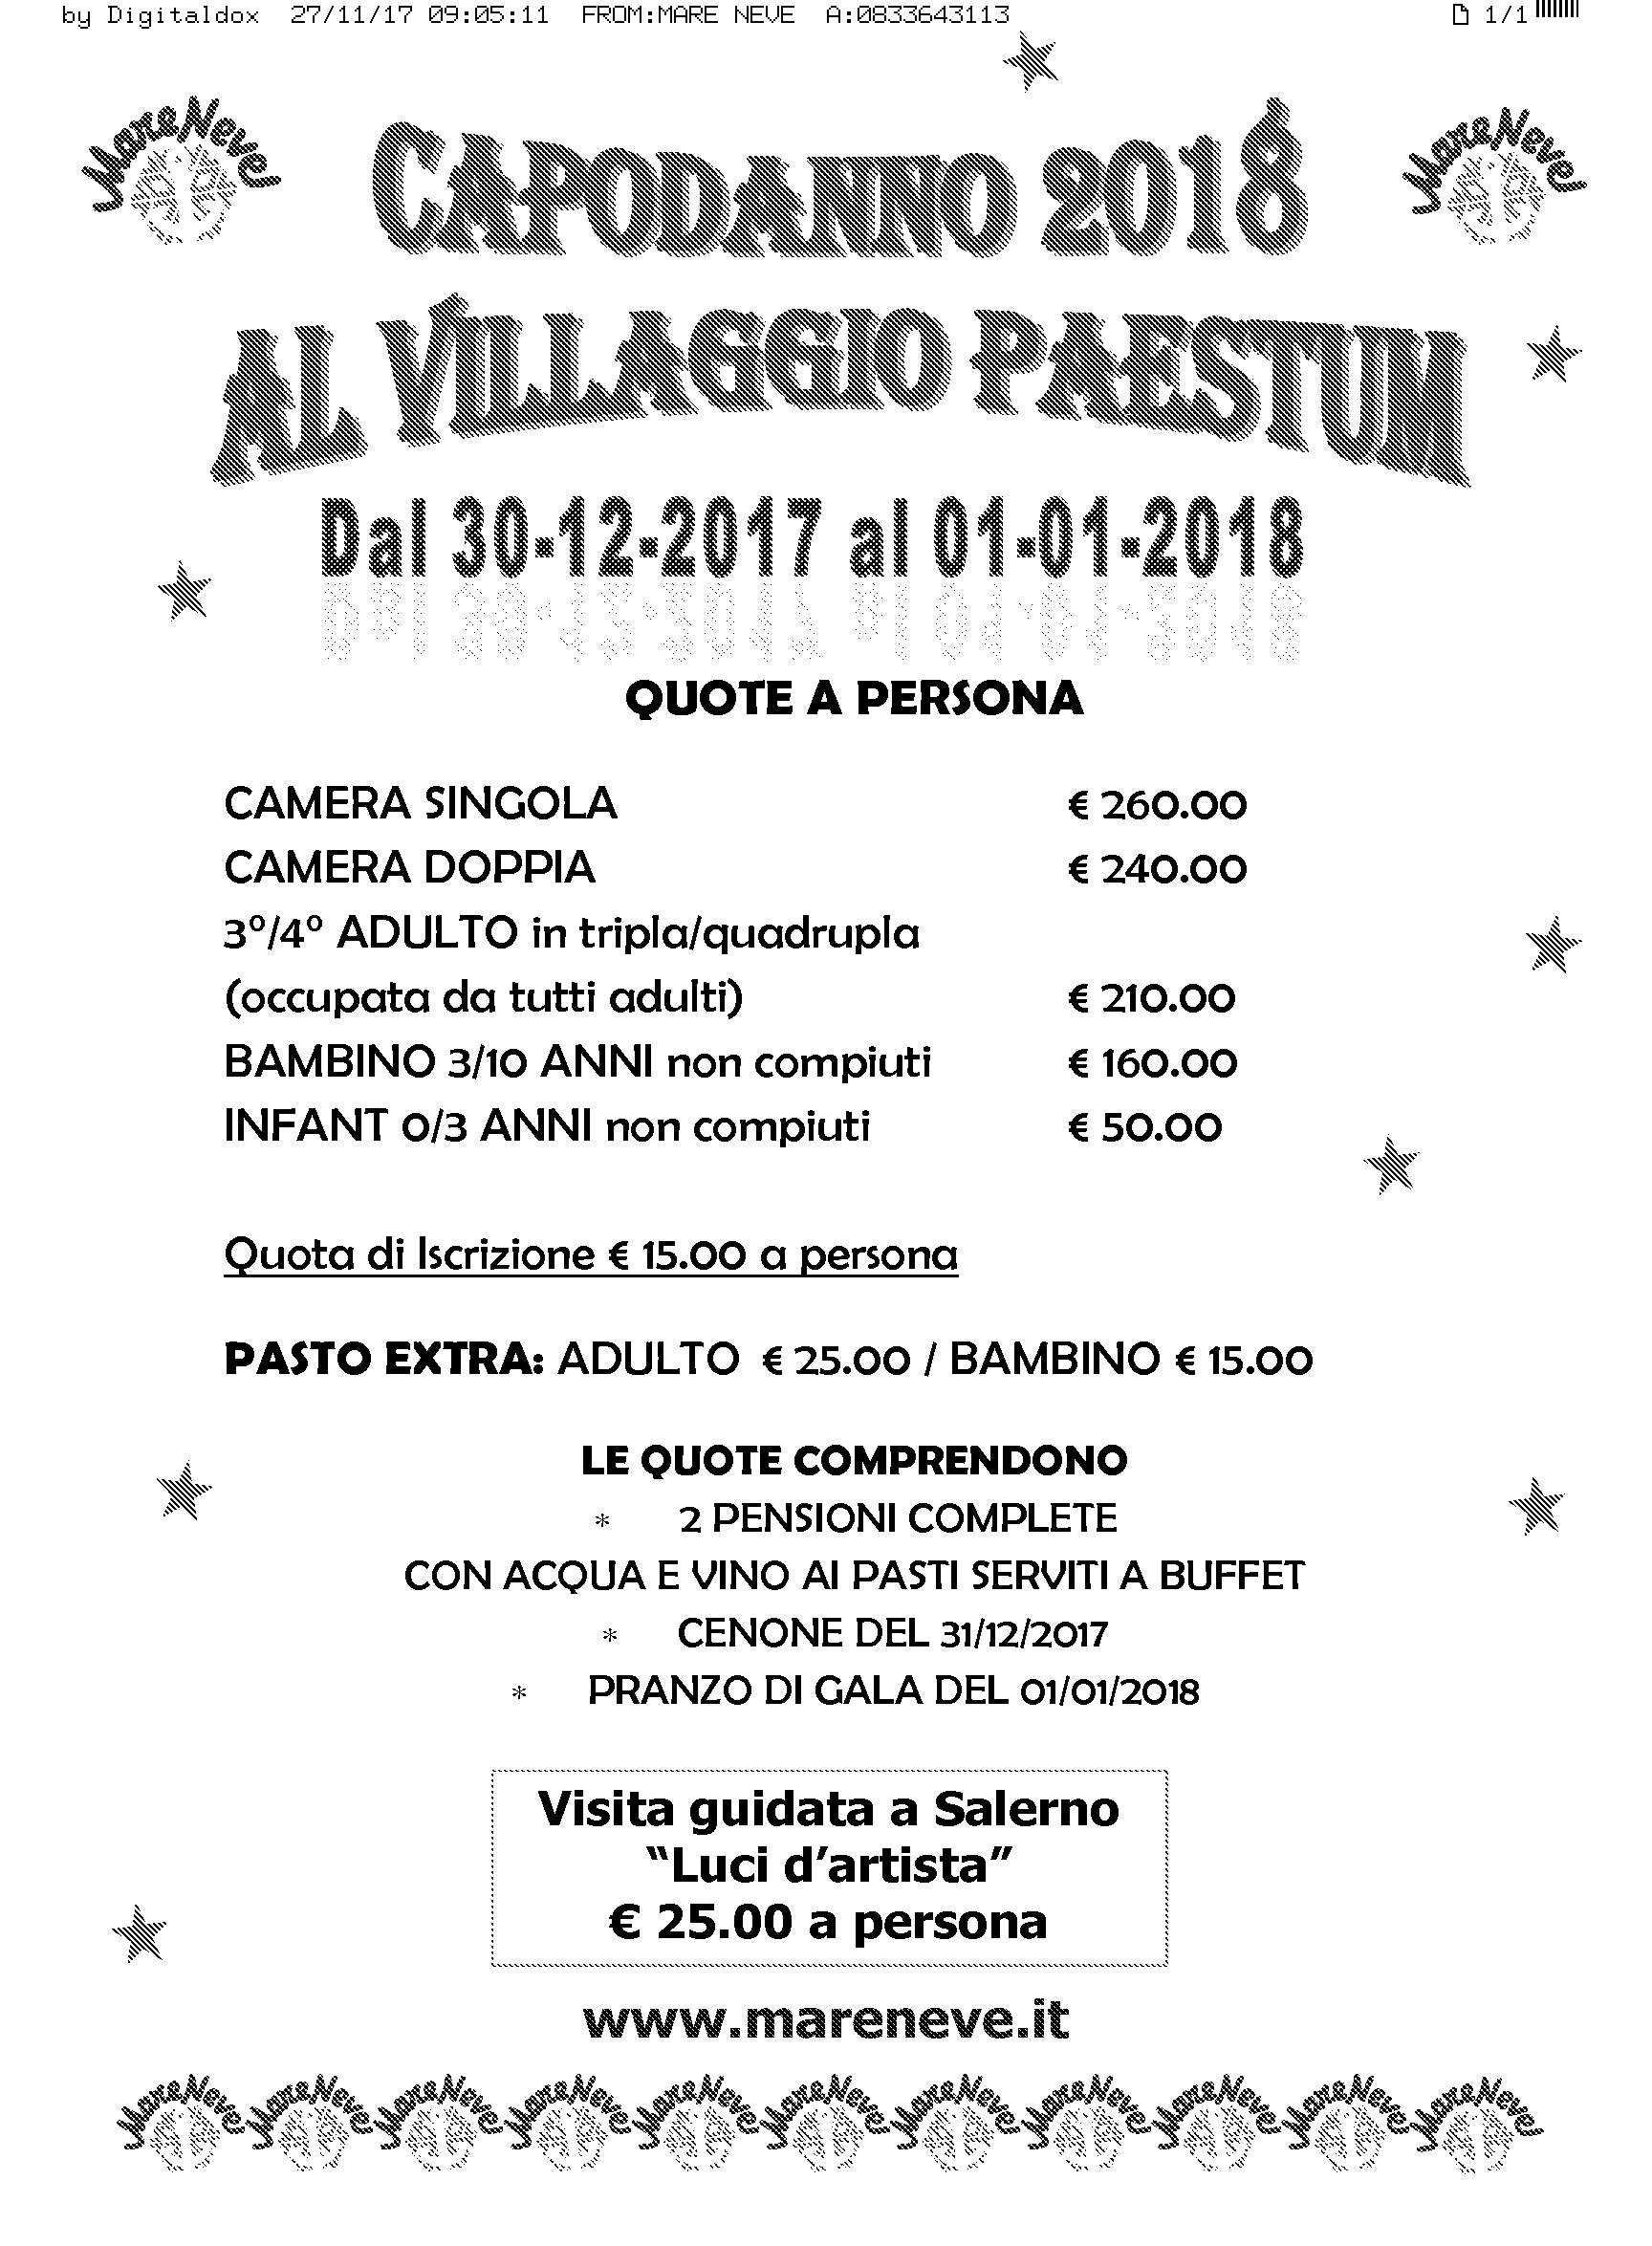 by Digitaldox 27/11/17 09:05:11 FROM:MARE NEVE A:0833643113 1/1
MareNeve MareNeve
CAPODANNO 2018
AL VILLAGGIO PAESTUM
Dal 30-12-2017 al 01-01-2018
QUOTE A PERSONA
CAMERA SINGOLA € 260.00
CAMERA DOPPIA € 240.00
3°/4° ADULTO in tripla/quadrupla
(occupata da tutti adulti) € 210.00
BAMBINO 3/10 ANNI non compiuti € 160.00
INFANT 0/3 ANNI non compiuti € 50.00
Quota di Iscrizione € 15.00 a persona
PASTO EXTRA: ADULTO € 25.00 / BAMBINO € 15.00
LE QUOTE COMPRENDONO
* 2 PENSIONI COMPLETE
CON ACQUA E VINO AI PASTI SERVITI A BUFFET
* CENONE DEL 31/12/2017
* PRANZO DI GALA DEL 01/01/2018
Visita guidata a Salerno
“Luci d’artista”
€ 25.00 a persona
www.mareneve.it
MareNeve MareNeve MareNeve MareNeve MareNeve MareNeve MareNeve MareNeve MareNeve MareNeve MareNeve